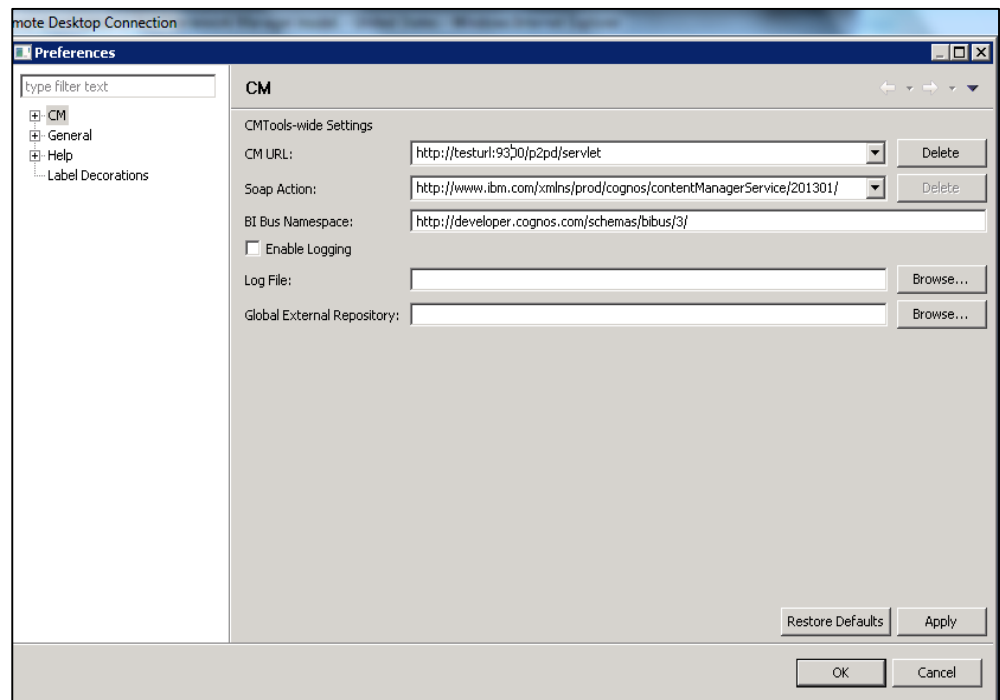 mote Desktop Connection
Preferences
type filter text
CM
General
Help
Label Decorations
CM
CMTools-wide Settings
CM URL: http://testurl:9300/p2pd/servlet Delete
Soap Action: http://www.ibm.com/xmlns/prod/cognos/contentManagerService/201301/ Delete
BI Bus Namespace: http://developer.cognos.com/schemas/bibus/3/
Enable Logging
Log File: Browse...
Global External Repository: Browse...
Restore Defaults Apply
OK Cancel